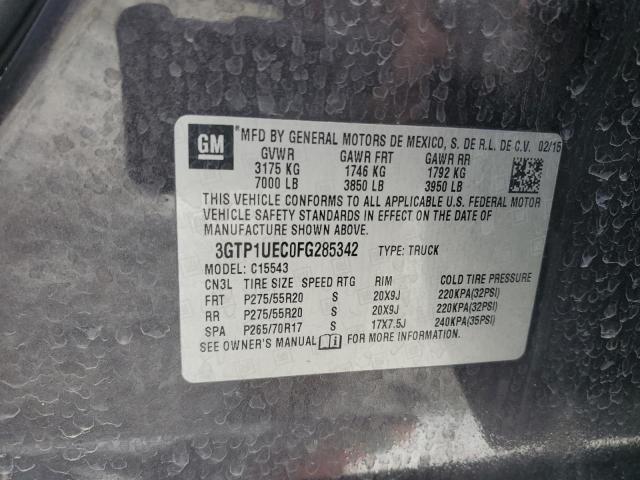 GM
MFD BY GENERAL MOTORS DE MEXICO, S. DE R.L. DE C.V. 02/15
GVWR GAWR FRT GAWR RR
3175 KG 1746 KG 1792 KG
7000 LB 3850 LB 3950 LB
THIS VEHICLE CONFORMS TO ALL APPLICABLE U.S. FEDERAL MOTOR
VEHICLE SAFETY STANDARDS IN EFFECT ON THE DATE OF
MANUFACTURE SHOWN ABOVE.
3GTP1UEC0FG285342 TYPE: TRUCK
MODEL: C15543
CN3L TIRE SIZE SPEED RTG RIM COLD TIRE PRESSURE
FRT P275/55R20 S 20X9J 220KPA(32PSI)
RR P275/55R20 S 20X9J 220KPA(32PSI)
SPA P265/70R17 S 17X7.5J 240KPA(35PSI)
SEE OWNER'S MANUAL FOR MORE INFORMATION.